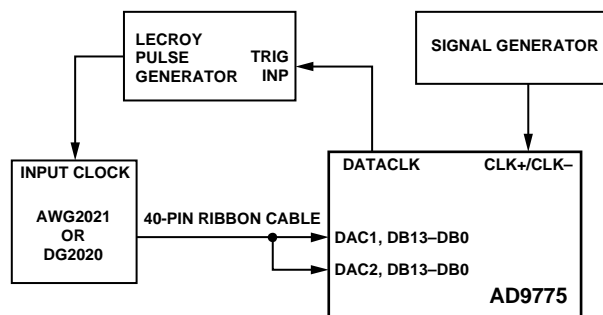 LECROY
PULSE
GENERATOR
TRIG
INP
SIGNAL GENERATOR
INPUT CLOCK
AWG2021
OR
DG2020
40-PIN RIBBON CABLE
DATACLK
CLK+/CLK–
DAC1, DB13–DB0
DAC2, DB13–DB0
AD9775